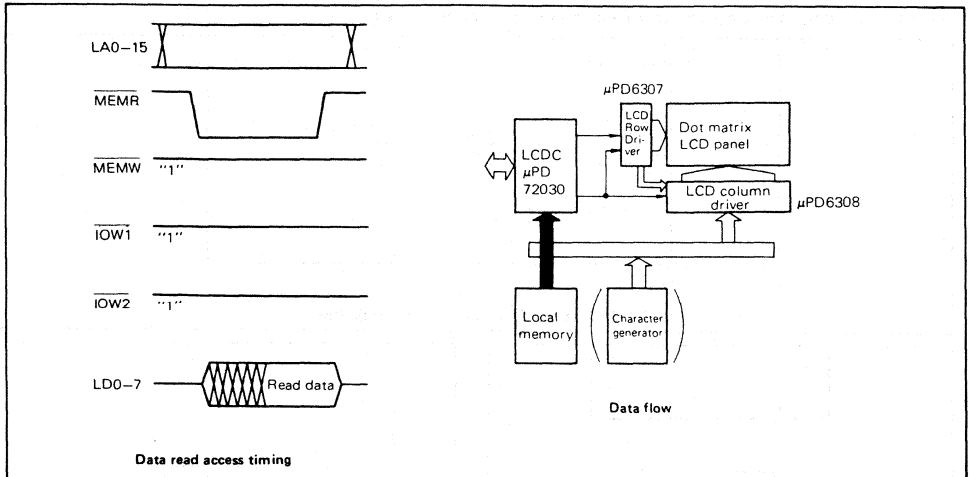 LA0–15
MEMR
MEMW
"1"
IOW1
"1"
IOW2
"1"
LD0–7
Read data
Data read access timing
µPD6307
LCD
Row
Dri-
ver
Dot matrix
LCD panel
LCDC
µPD
72030
LCD column
driver
µPD6308
Local
memory
Character
generator
Data flow